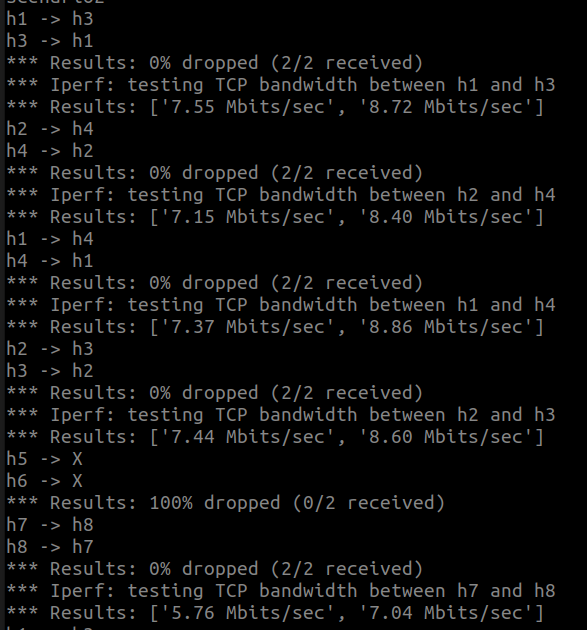 h1 -> h3
h3 -> h1
*** Results: 0% dropped (2/2 received)
*** Iperf: testing TCP bandwidth between h1 and h3
*** Results: ['7.55 Mbits/sec', '8.72 Mbits/sec']
h2 -> h4
h4 -> h2
*** Results: 0% dropped (2/2 received)
*** Iperf: testing TCP bandwidth between h2 and h4
*** Results: ['7.15 Mbits/sec', '8.40 Mbits/sec']
h1 -> h4
h4 -> h1
*** Results: 0% dropped (2/2 received)
*** Iperf: testing TCP bandwidth between h1 and h4
*** Results: ['7.37 Mbits/sec', '8.86 Mbits/sec']
h2 -> h3
h3 -> h2
*** Results: 0% dropped (2/2 received)
*** Iperf: testing TCP bandwidth between h2 and h3
*** Results: ['7.44 Mbits/sec', '8.60 Mbits/sec']
h5 -> X
h6 -> X
*** Results: 100% dropped (0/2 received)
h7 -> h8
h8 -> h7
*** Results: 0% dropped (2/2 received)
*** Iperf: testing TCP bandwidth between h7 and h8
*** Results: ['5.76 Mbits/sec', '7.04 Mbits/sec']